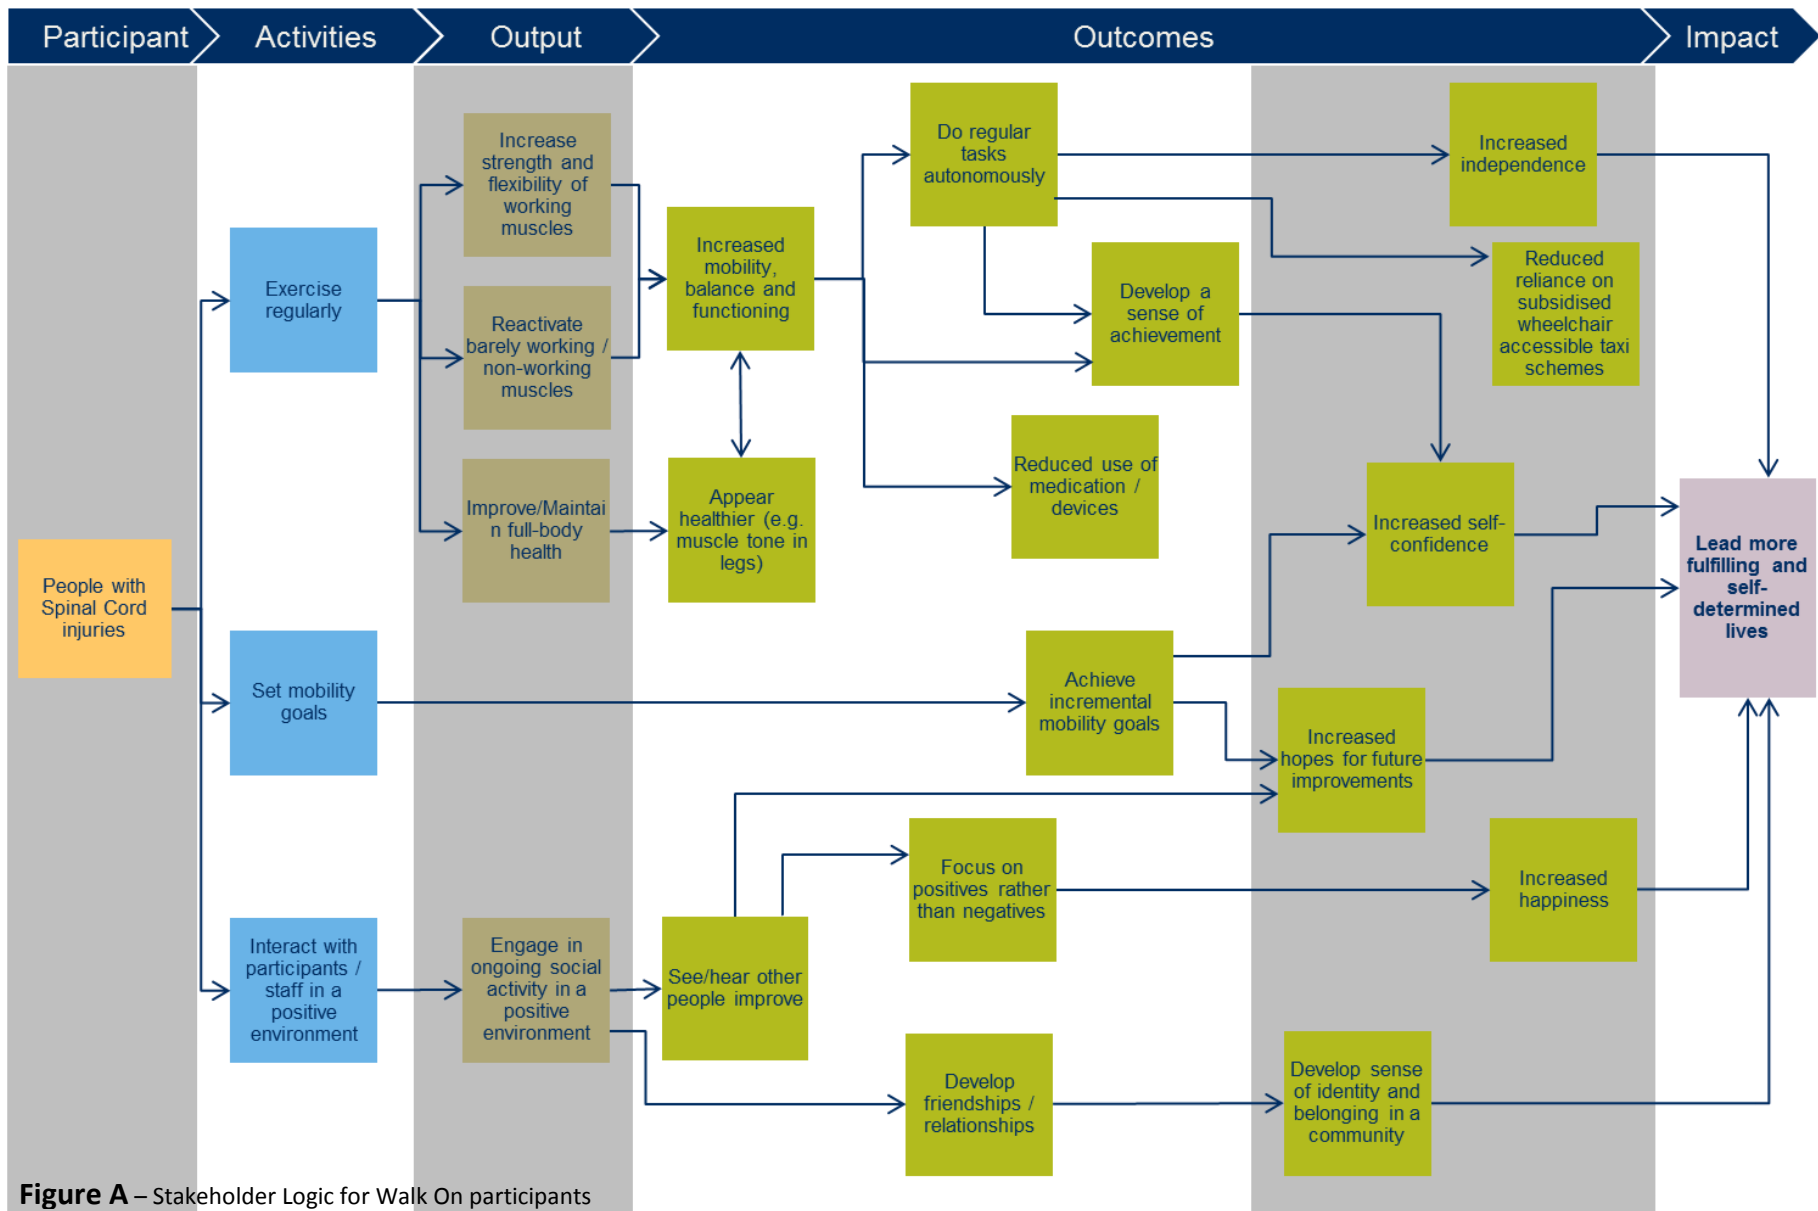 Participant
Activities
Output
Outcomes
Impact
People with
Spinal Cord
injuries
Exercise
regularly
Set mobility
goals
Interact with
participants /
staff in a
positive
environment
Increase
strength and
flexibility of
working
muscles
Reactivate
barely working /
non-working
muscles
Improve/Maintai
n full-body
health
Engage in
ongoing social
activity in a
positive
environment
Increased
mobility,
balance and
functioning
Appear
healthier (e.g.
muscle tone in
legs)
See/hear other
people improve
Do regular
tasks
autonomously
Develop a
sense of
achievement
Reduced use of
medication /
devices
Achieve
incremental
mobility goals
Focus on
positives rather
than negatives
Develop
friendships /
relationships
Increased
independence
Reduced
reliance on
subsidised
wheelchair
accessible taxi
schemes
Increased self-
confidence
Increased
hopes for future
improvements
Increased
happiness
Develop sense
of identity and
belonging in a
community
Lead more
fulfilling and
self-
determined
lives
Figure A – Stakeholder Logic for Walk On participants